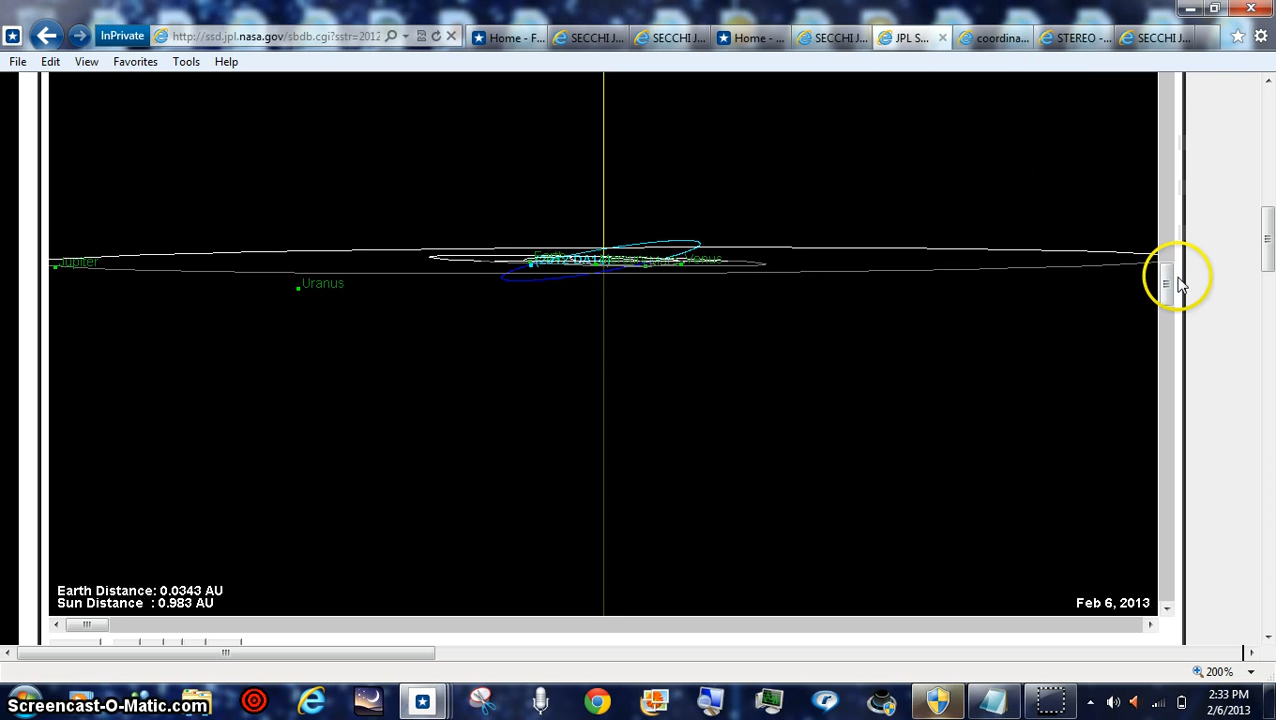 InPrivate
http://ssd.jpl.nasa.gov/sbdb.cgi?sstr=2012
Home - F...
SECCHI J...
SECCHI J...
Home - ...
SECCHI J...
JPL S...
coordina...
STEREO -...
SECCHI J...
File Edit View Favorites Tools Help
Jupiter
Uranus
Earth Distance: 0.0343 AU
Sun Distance : 0.983 AU
Feb 6, 2013
200%
2:33 PM
2/6/2013
Screencast-O-Matic.com